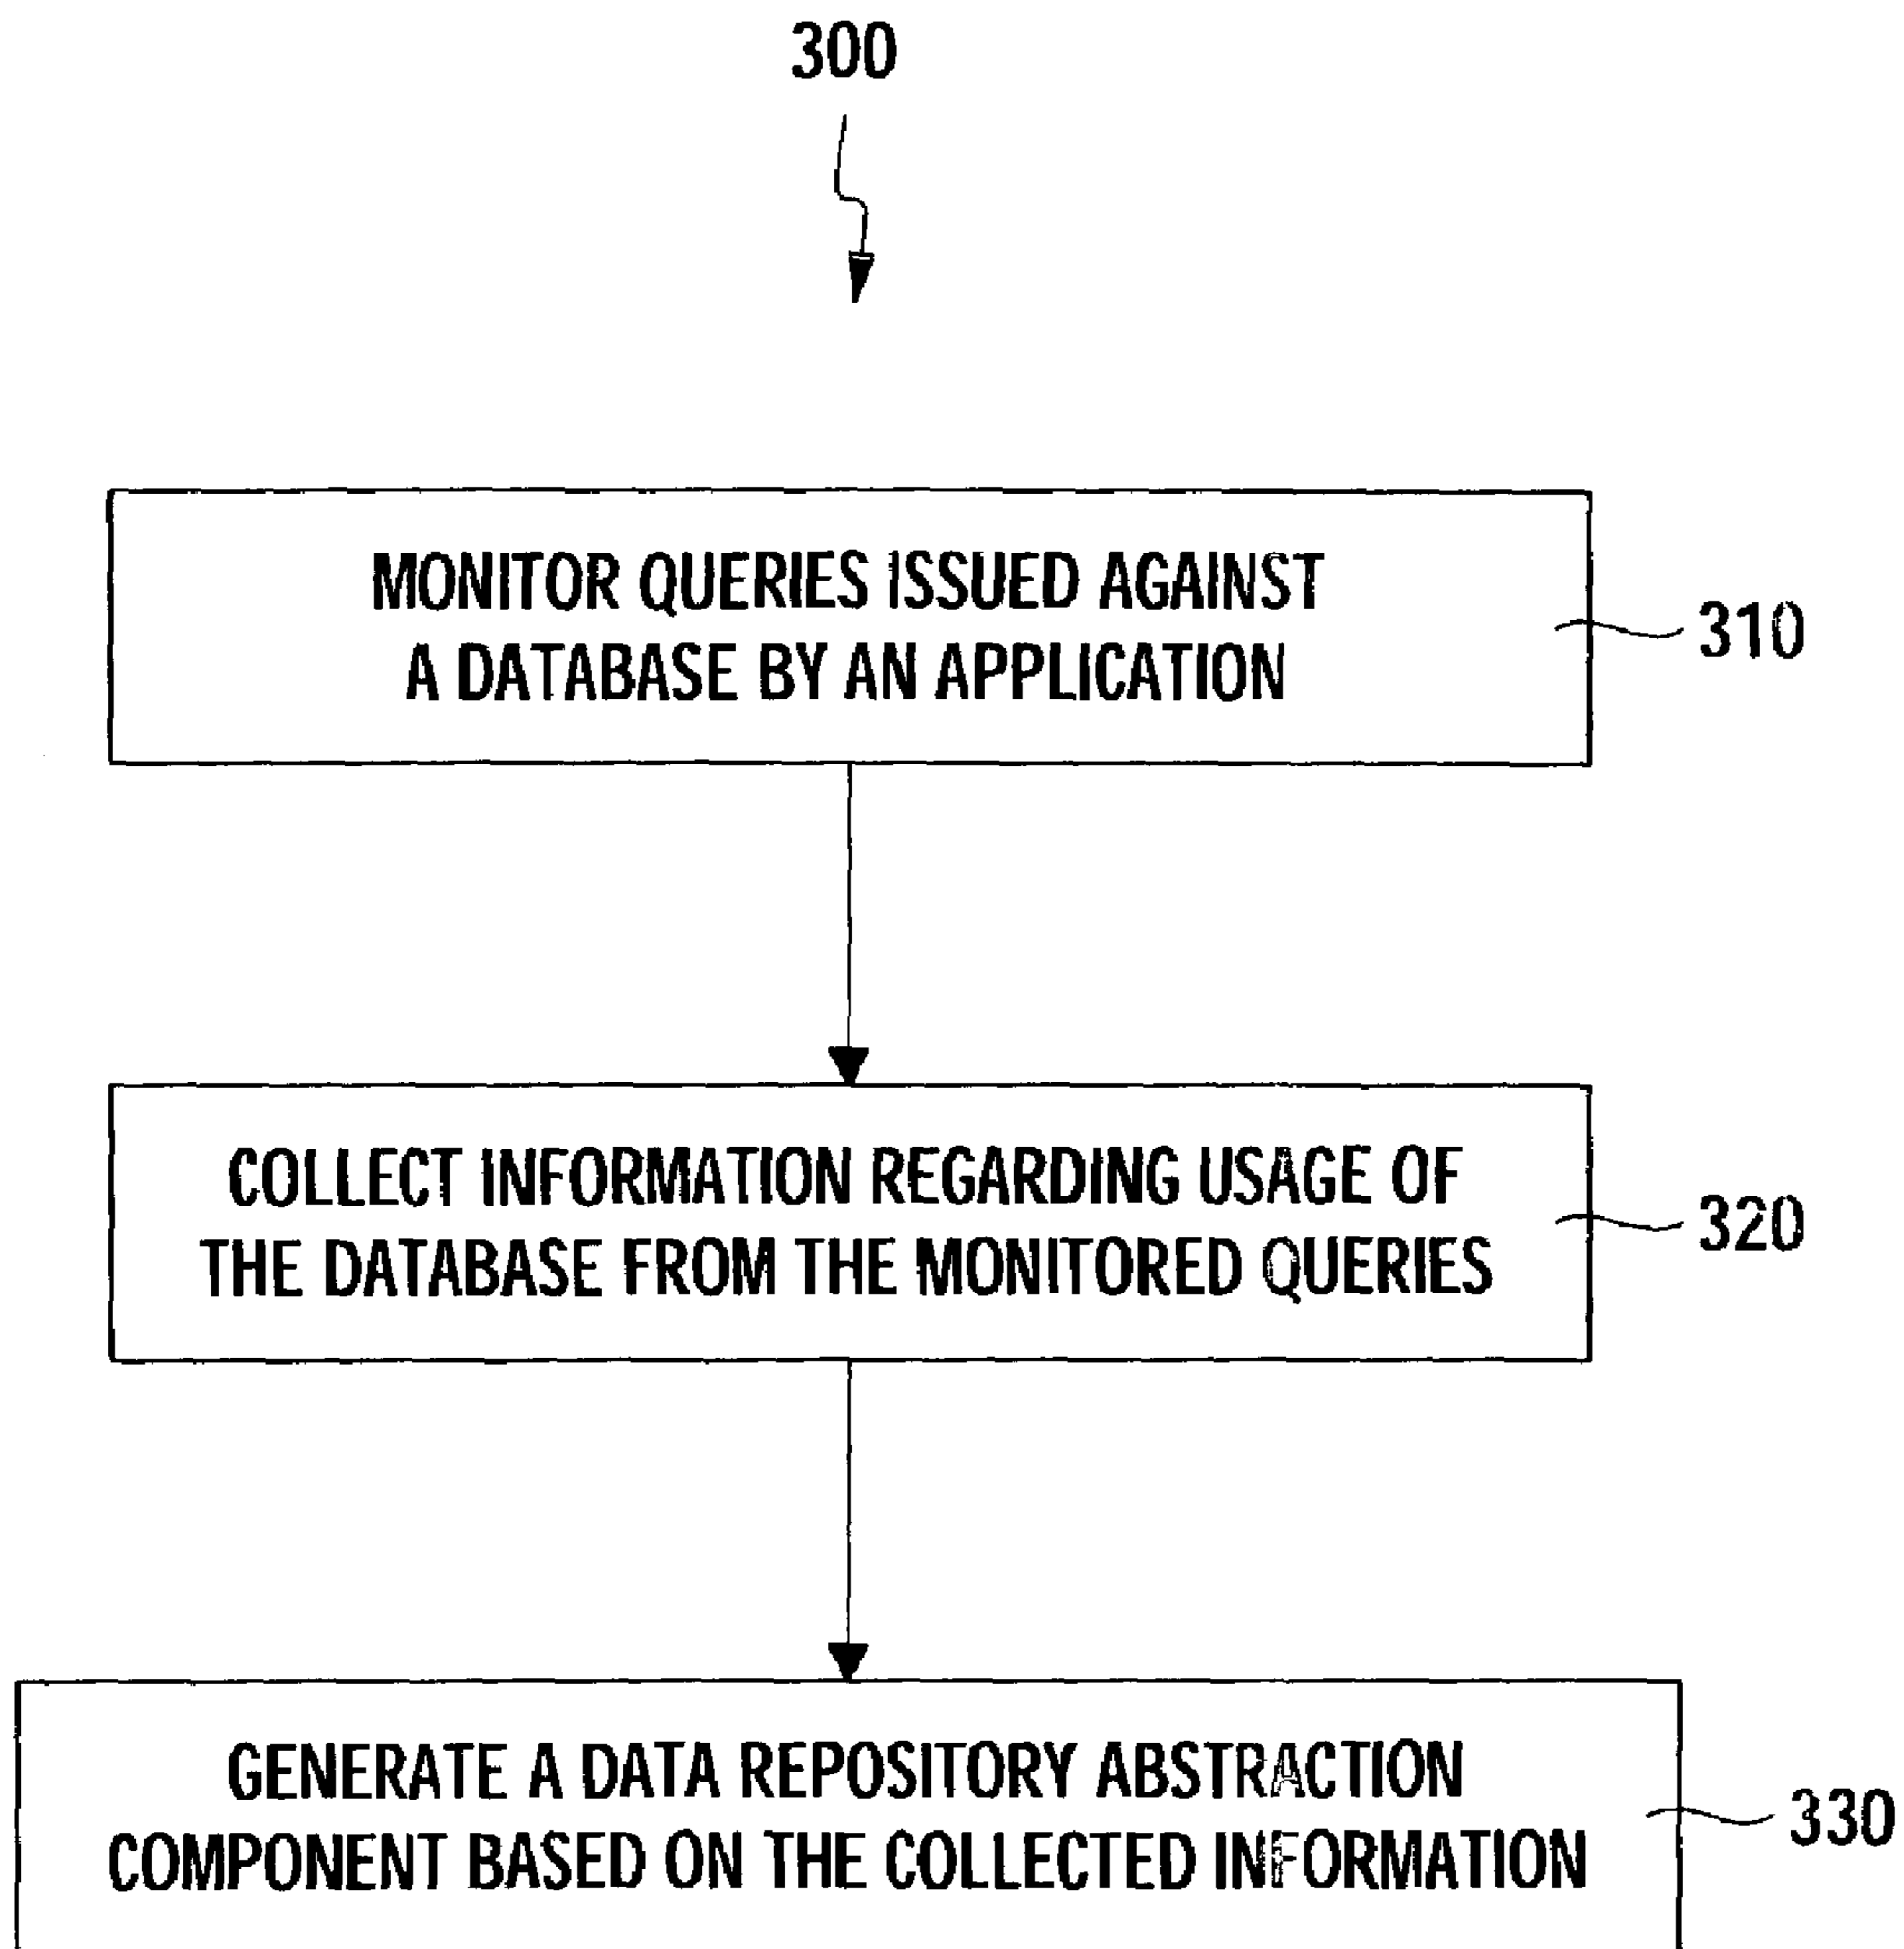 300
MONITOR QUERIES ISSUED AGAINST
A DATABASE BY AN APPLICATION
310
COLLECT INFORMATION REGARDING USAGE OF
THE DATABASE FROM THE MONITORED QUERIES
320
GENERATE A DATA REPOSITORY ABSTRACTION
COMPONENT BASED ON THE COLLECTED INFORMATION
330